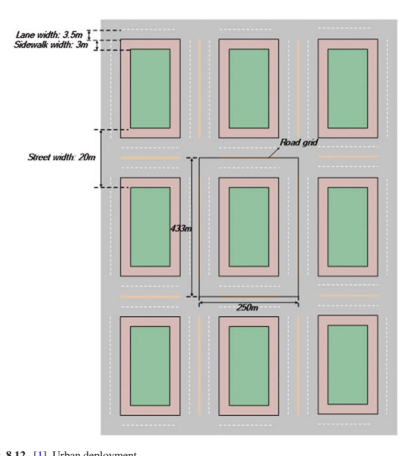 Lane width: 3.5m
Sidewalk width: 3m
Road grid
Street width: 20m
433m
250m
8.12 [1] Urban deployment